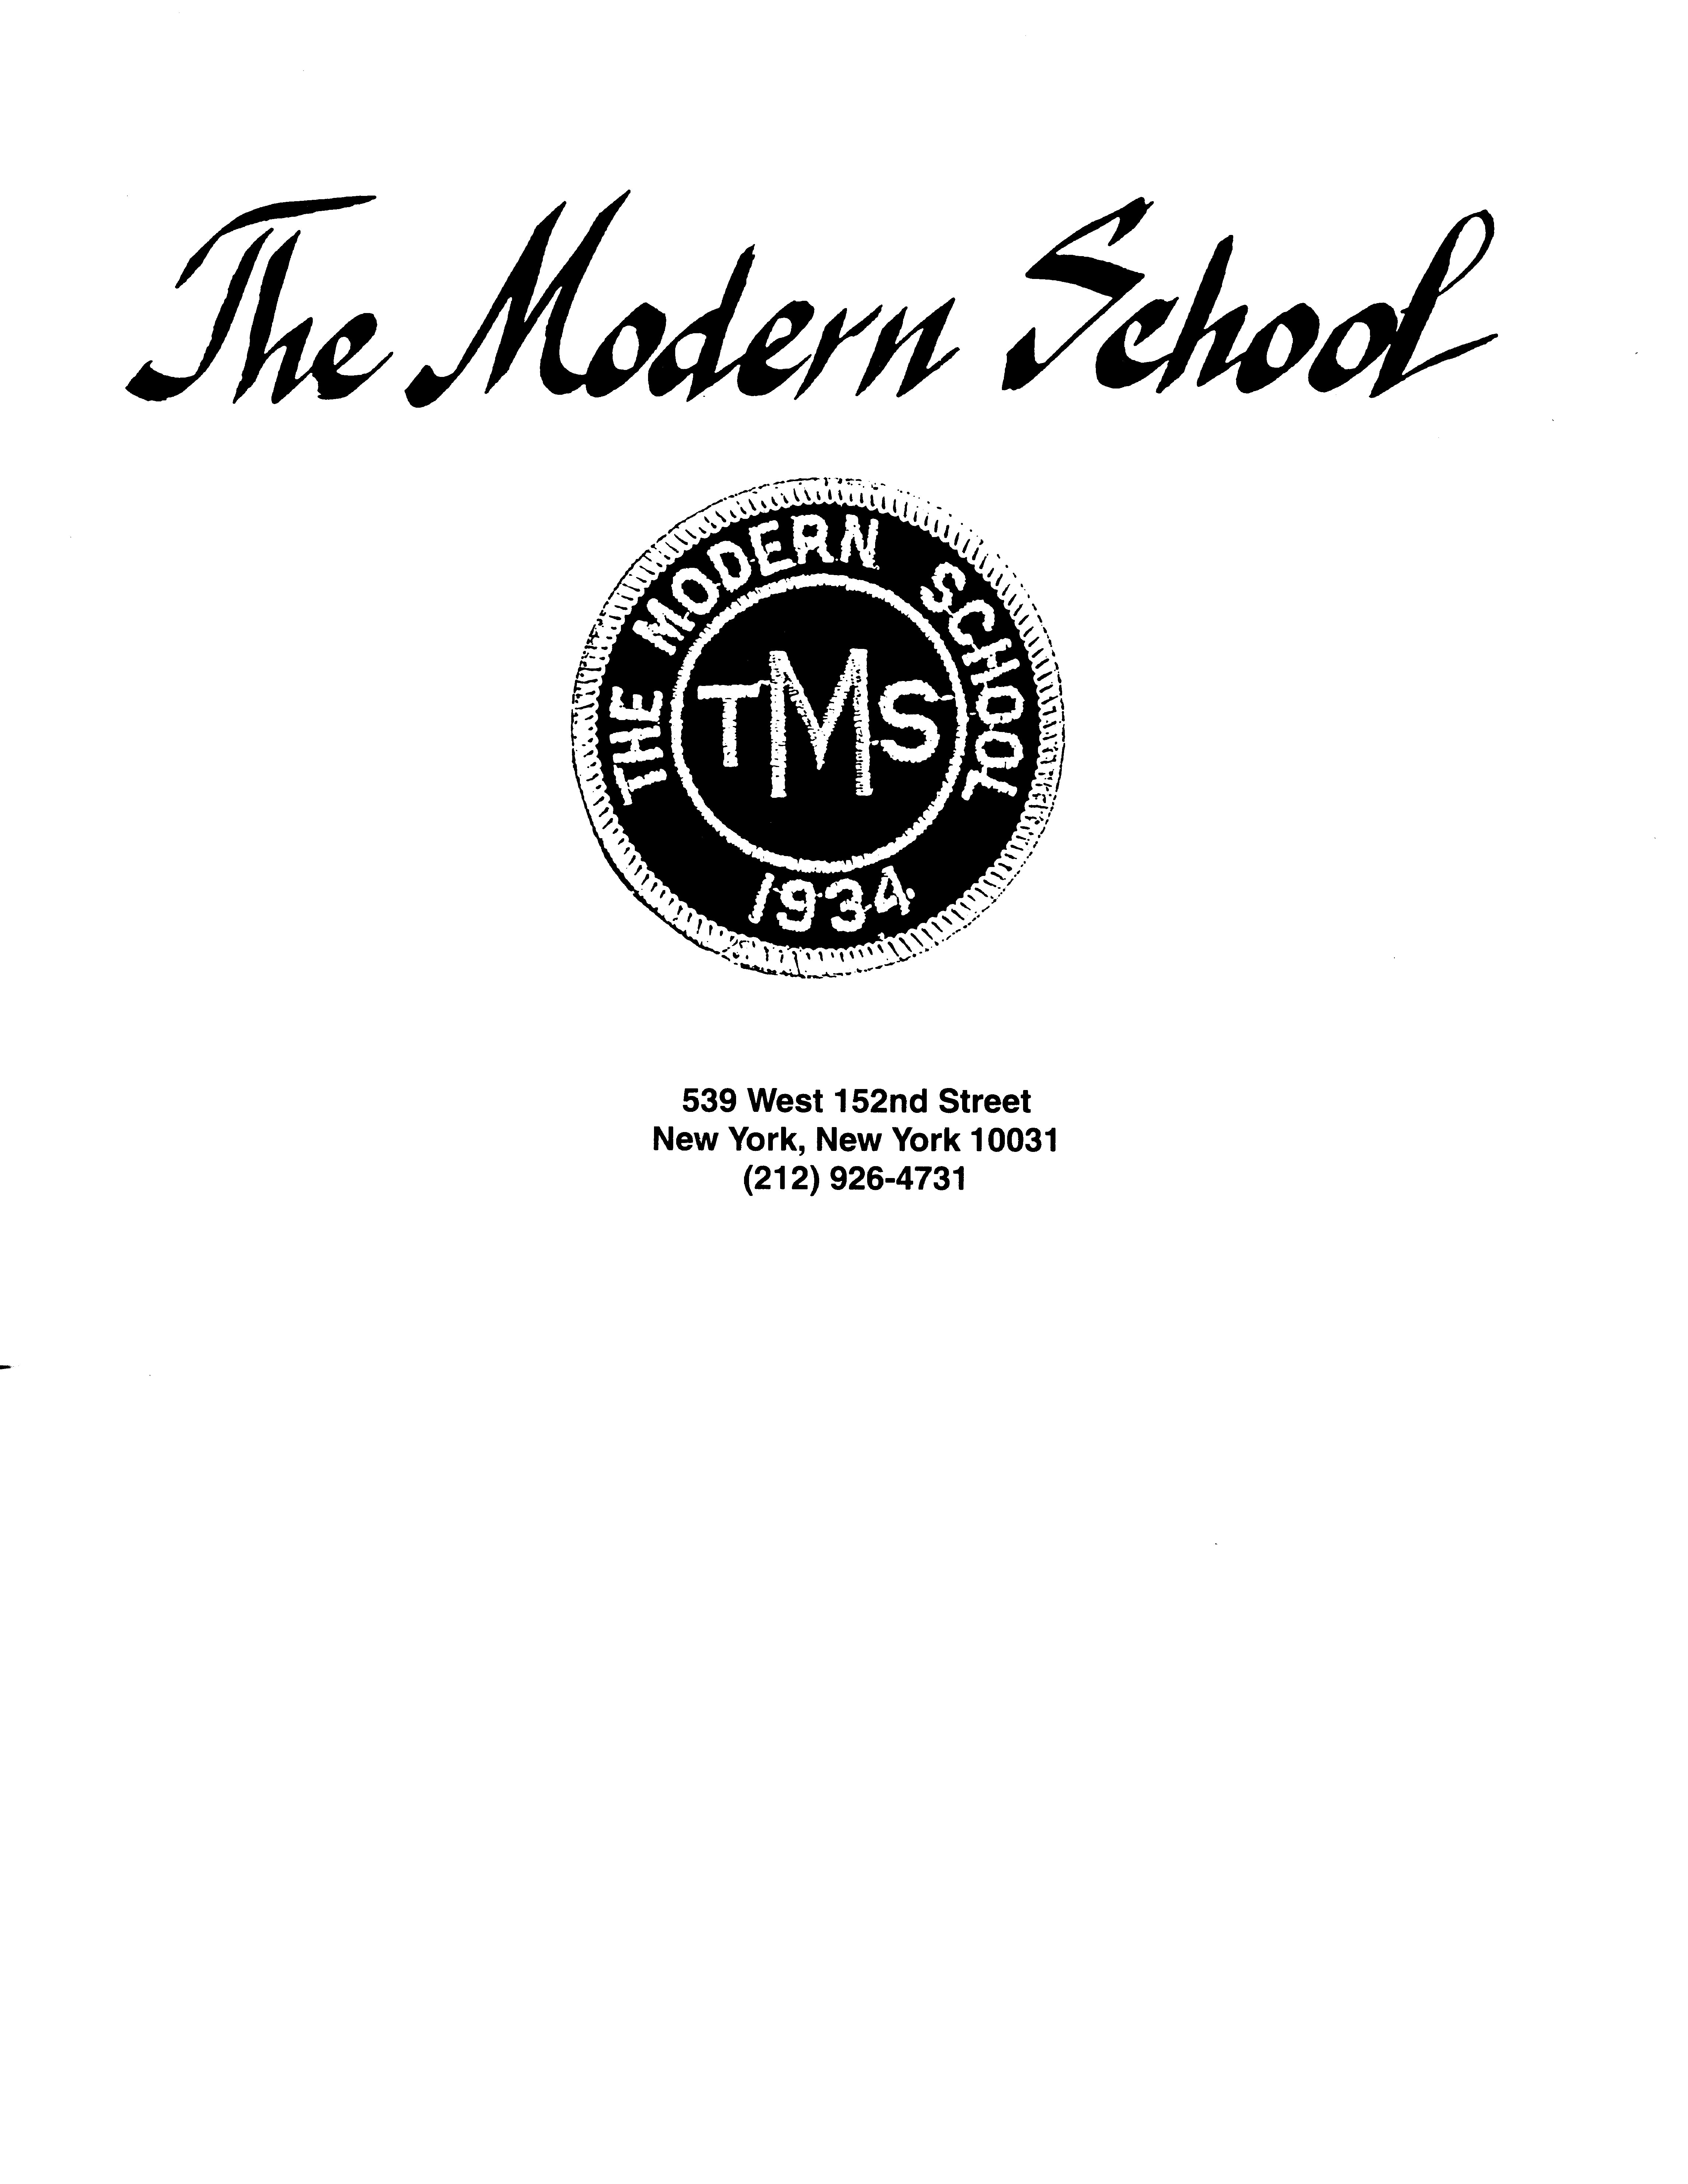 The Modern School
THE MODERN SCHOOL
TMS
1934
539 West 152nd Street
New York, New York 10031
(212) 926-4731